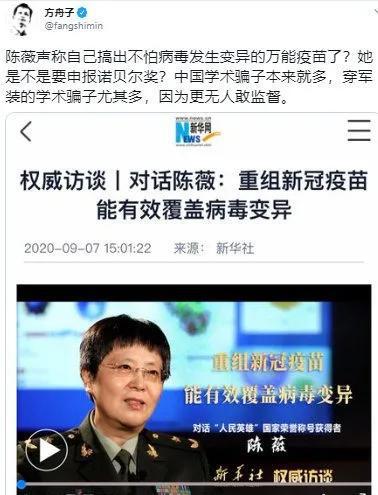 方舟子
@fangshimin
陈薇声称自己搞出不怕病毒发生变异的万能疫苗了?她
是不是要申报诺贝尔奖?中国学术骗子本来就多,穿军
装的学术骗子尤其多,因为更无人敢监督。
新华网
NEWS
权威访谈丨对话陈薇:重组新冠疫苗
能有效覆盖病毒变异
2020-09-07 15:01:22 来源: 新华社
重组新冠疫苗
能有效覆盖病毒变异
对话“人民英雄”国家荣誉称号获得者
陈 薇
新华社 权威访谈